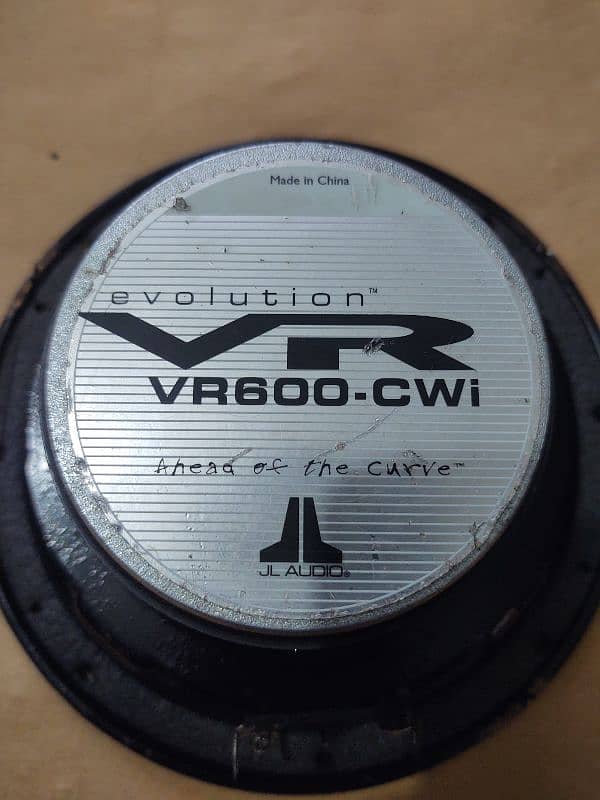 Made in China
evolution™
VR
VR600-CWi
Ahead of the Curve™
JL AUDIO®